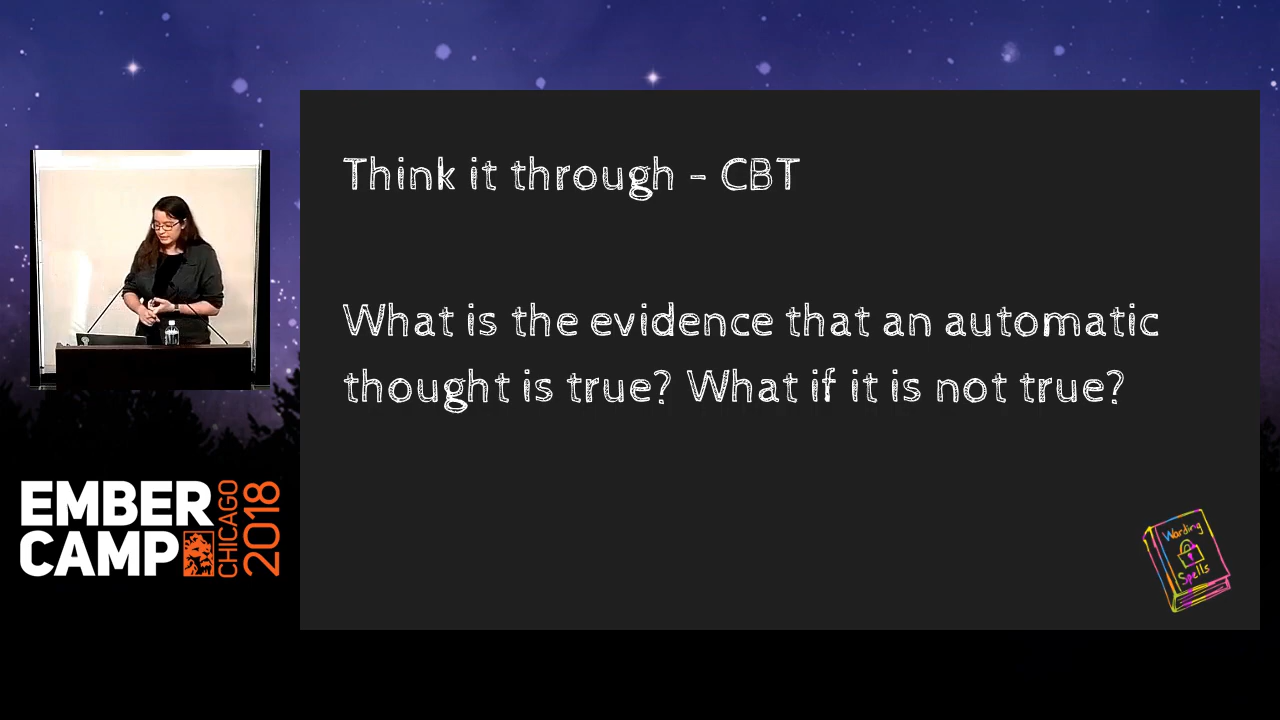 Think it through - CBT
What is the evidence that an automatic
thought is true? What if it is not true?
Warding
Spells
EMBER
CAMP
CHICAGO
2018